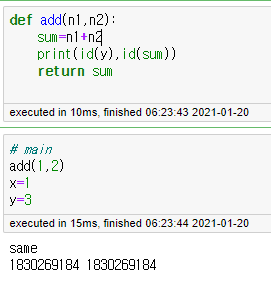 def add(n1,n2):
    sum=n1+n2
    print(id(y),id(sum))
    return sum
executed in 10ms, finished 06:23:43 2021-01-20
# main
add(1,2)
x=1
y=3
executed in 15ms, finished 06:23:44 2021-01-20
same
1830269184 1830269184